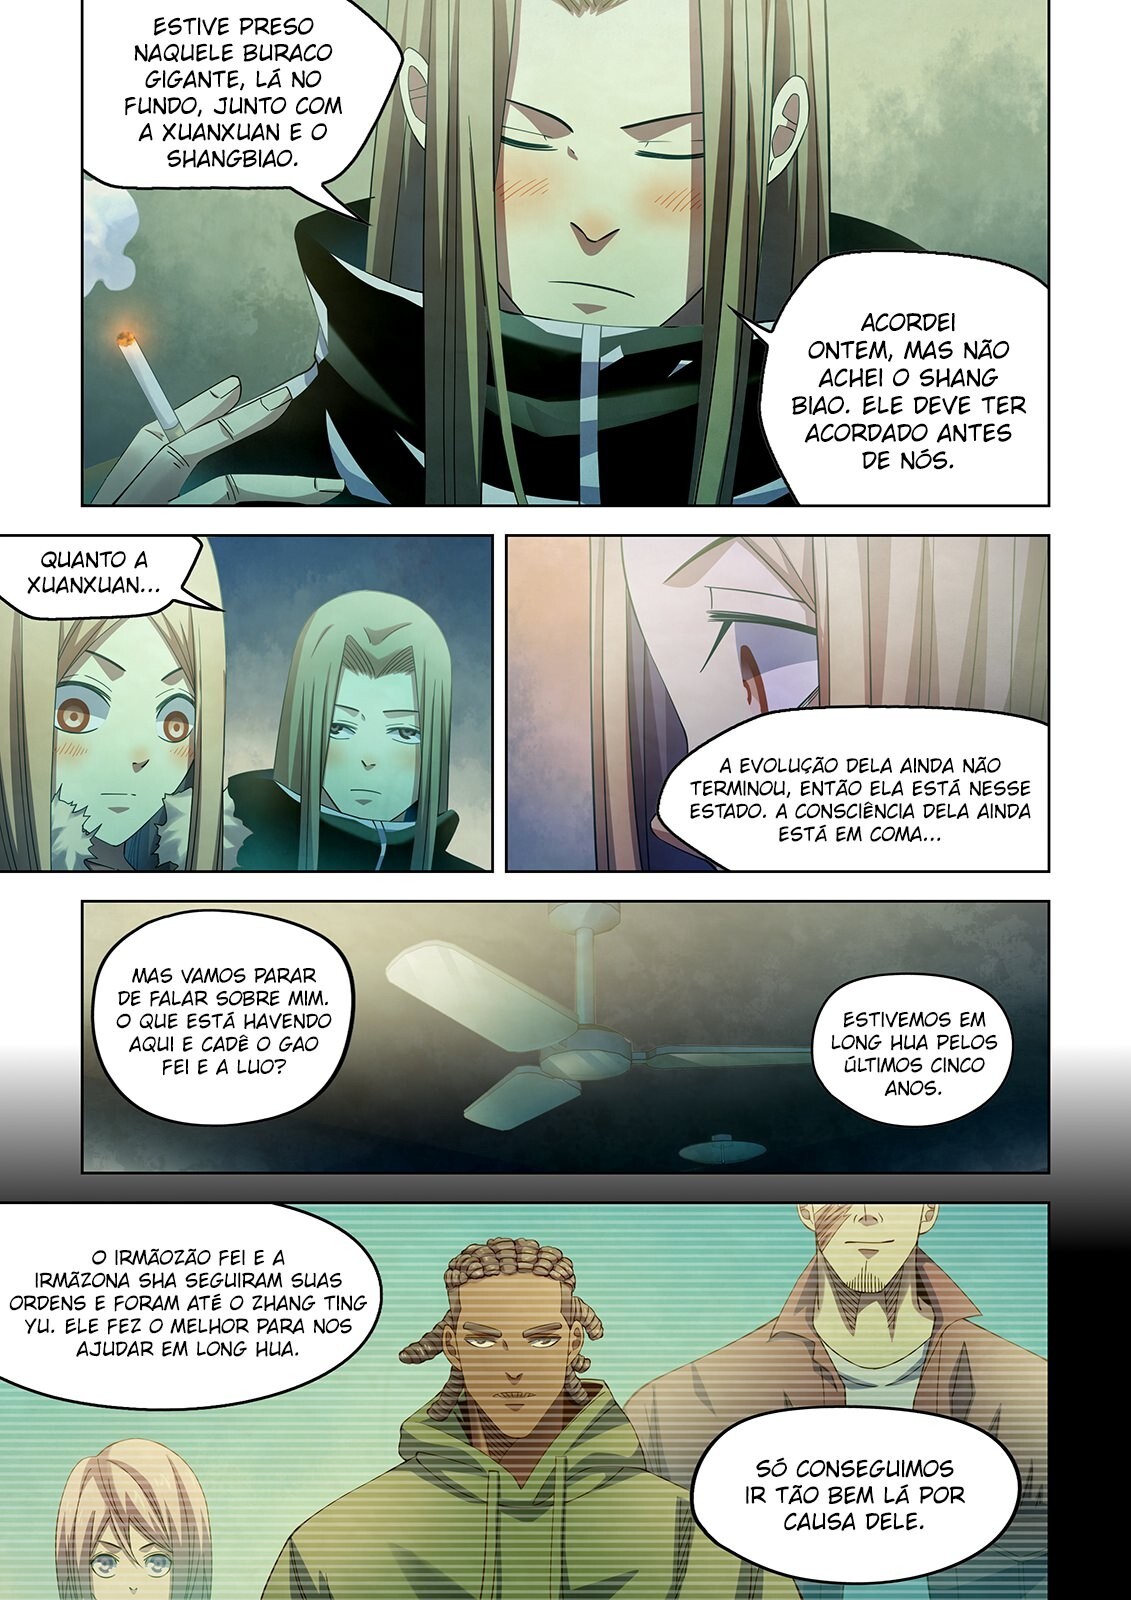 ESTIVE PRESO
NAQUELE BURACO
GIGANTE, LÁ NO
FUNDO, JUNTO COM
A XUANXUAN E O
SHANGBIAO.
ACORDEI
ONTEM, MAS NÃO
ACHEI O SHANG
BIAO. ELE DEVE TER
ACORDADO ANTES
DE NÓS.
QUANTO A
XUANXUAN...
A EVOLUÇÃO DELA AINDA NÃO
TERMINOU, ENTÃO ELA ESTÁ NESSE
ESTADO. A CONSCIÊNCIA DELA AINDA
ESTÁ EM COMA...
MAS VAMOS PARAR
DE FALAR SOBRE MIM.
O QUE ESTÁ HAVENDO
AQUI E CADÊ O GAO
FEI E A LUO?
ESTIVEMOS EM
LONG HUA PELOS
ÚLTIMOS CINCO
ANOS.
O IRMÃOZÃO FEI E A
IRMÃZONA SHA SEGUIRAM SUAS
ORDENS E FORAM ATÉ O ZHANG TING
YU. ELE FEZ O MELHOR PARA NOS
AJUDAR EM LONG HUA.
SÓ CONSEGUIMOS
IR TÃO BEM LÁ POR
CAUSA DELE.